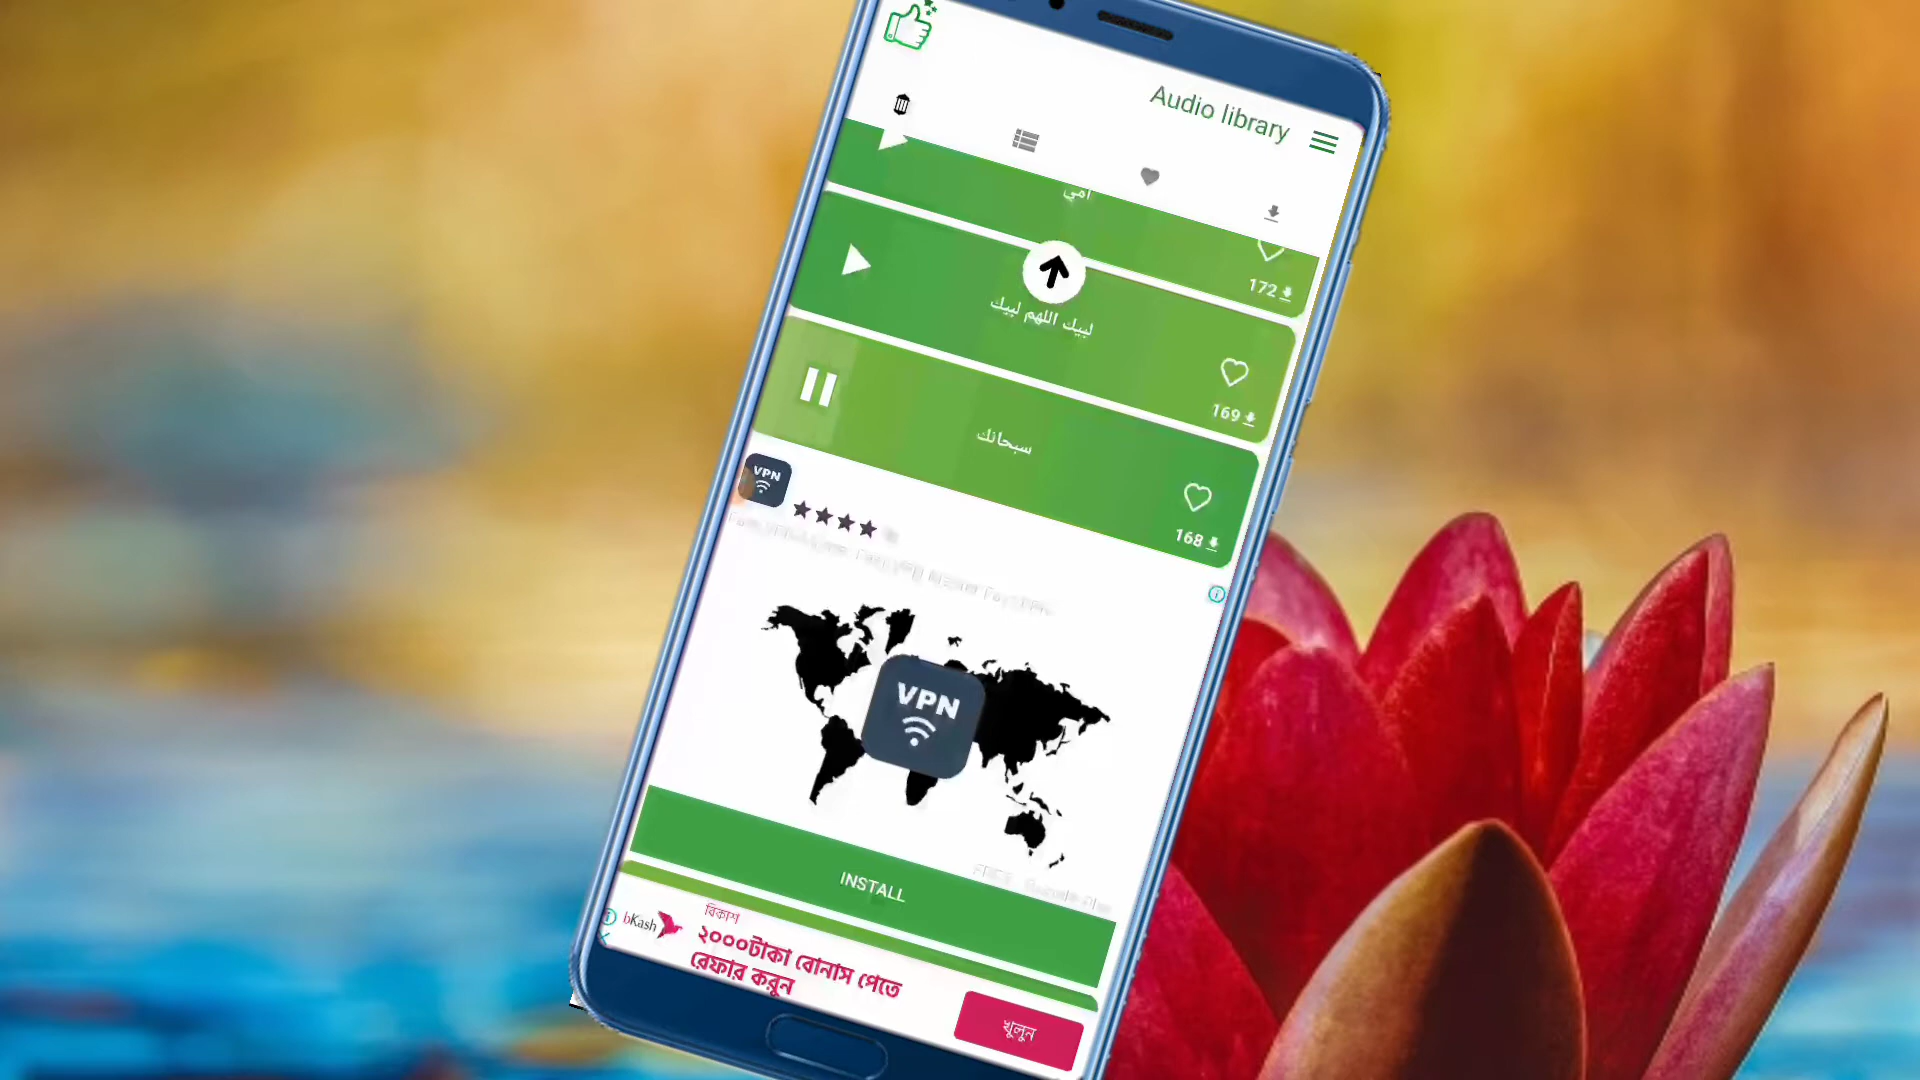 Audio library
امي
172
لبيك اللهم لبيك
169
سبحانك
168
VPN
VPN
INSTALL
bKash
বিকাশ
২০০০টাকা বোনাস পেতে
রেফার করুন
খুলুন